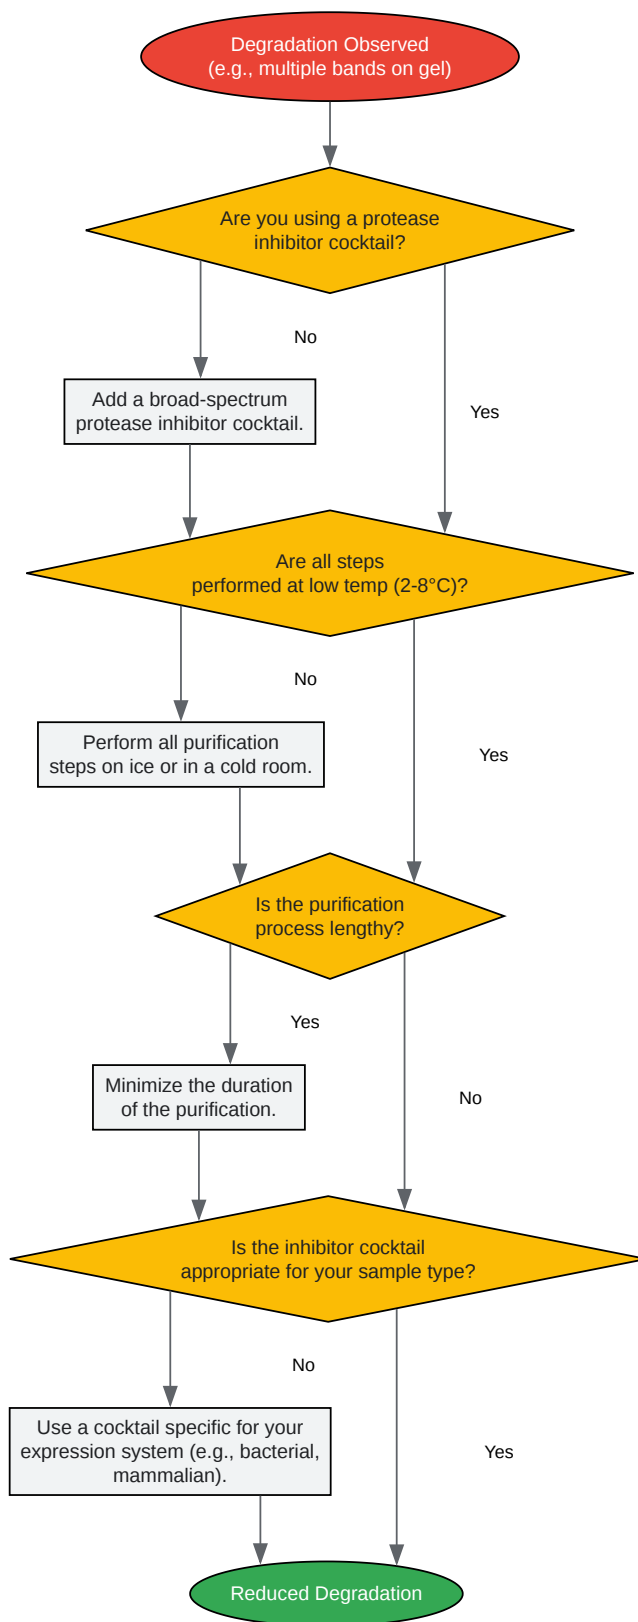 Degradation Observed
(e.g., multiple bands on gel)
Are you using a protease
inhibitor cocktail?
No
Add a broad-spectrum
protease inhibitor cocktail.
Yes
Are all steps
performed at low temp (2-8°C)?
No
Perform all purification
steps on ice or in a cold room.
Yes
Is the purification
process lengthy?
Yes
Minimize the duration
of the purification.
No
Is the inhibitor cocktail
appropriate for your sample type?
No
Use a cocktail specific for your
expression system (e.g., bacterial,
mammalian).
Yes
Reduced Degradation